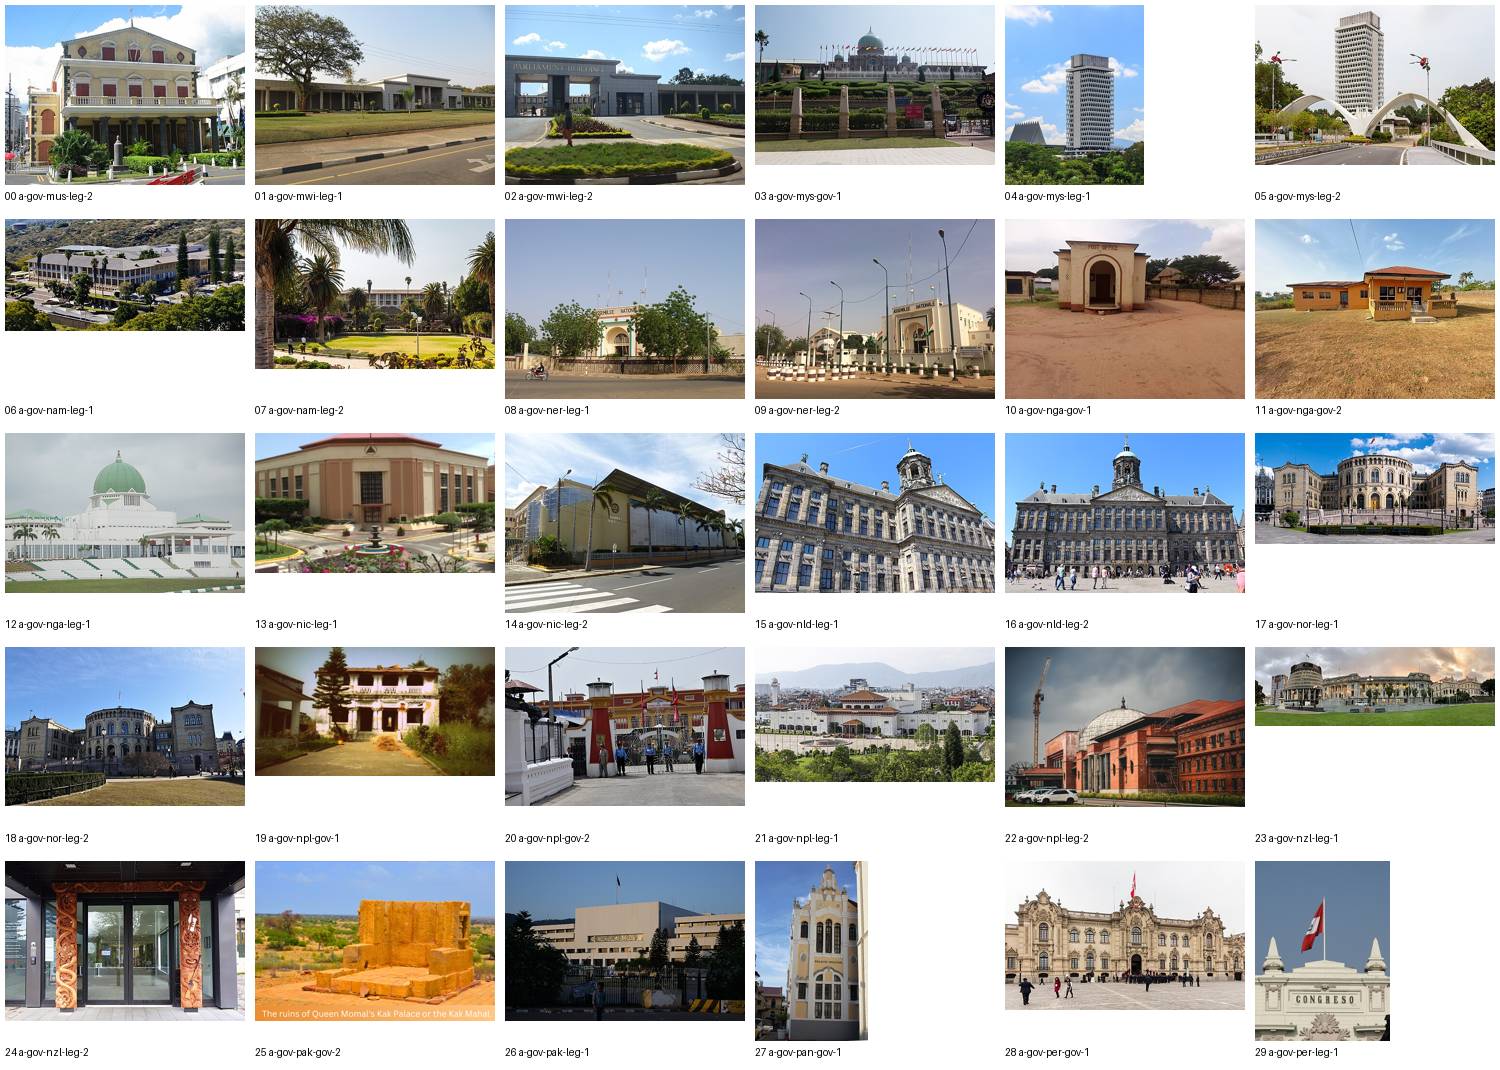 00 a-gov-mus-leg-2
01 a-gov-mwi-leg-1
PARLIAMENT BUILDING
02 a-gov-mwi-leg-2
03 a-gov-mys-gov-1
04 a-gov-mys-leg-1
05 a-gov-mys-leg-2
06 a-gov-nam-leg-1
07 a-gov-nam-leg-2
ASSEMBLEE NATIONALE
08 a-gov-ner-leg-1
ASSEMBLEE NATIONALE
09 a-gov-ner-leg-2
POST OFFICE
10 a-gov-nga-gov-1
11 a-gov-nga-gov-2
12 a-gov-nga-leg-1
13 a-gov-nic-leg-1
14 a-gov-nic-leg-2
15 a-gov-nld-leg-1
16 a-gov-nld-leg-2
17 a-gov-nor-leg-1
18 a-gov-nor-leg-2
19 a-gov-npl-gov-1
20 a-gov-npl-gov-2
21 a-gov-npl-leg-1
22 a-gov-npl-leg-2
23 a-gov-nzl-leg-1
24 a-gov-nzl-leg-2
The ruins of Queen Momal's Kak Palace or the Kak Mahal
25 a-gov-pak-gov-2
26 a-gov-pak-leg-1
27 a-gov-pan-gov-1
28 a-gov-per-gov-1
CONGRESO
29 a-gov-per-leg-1